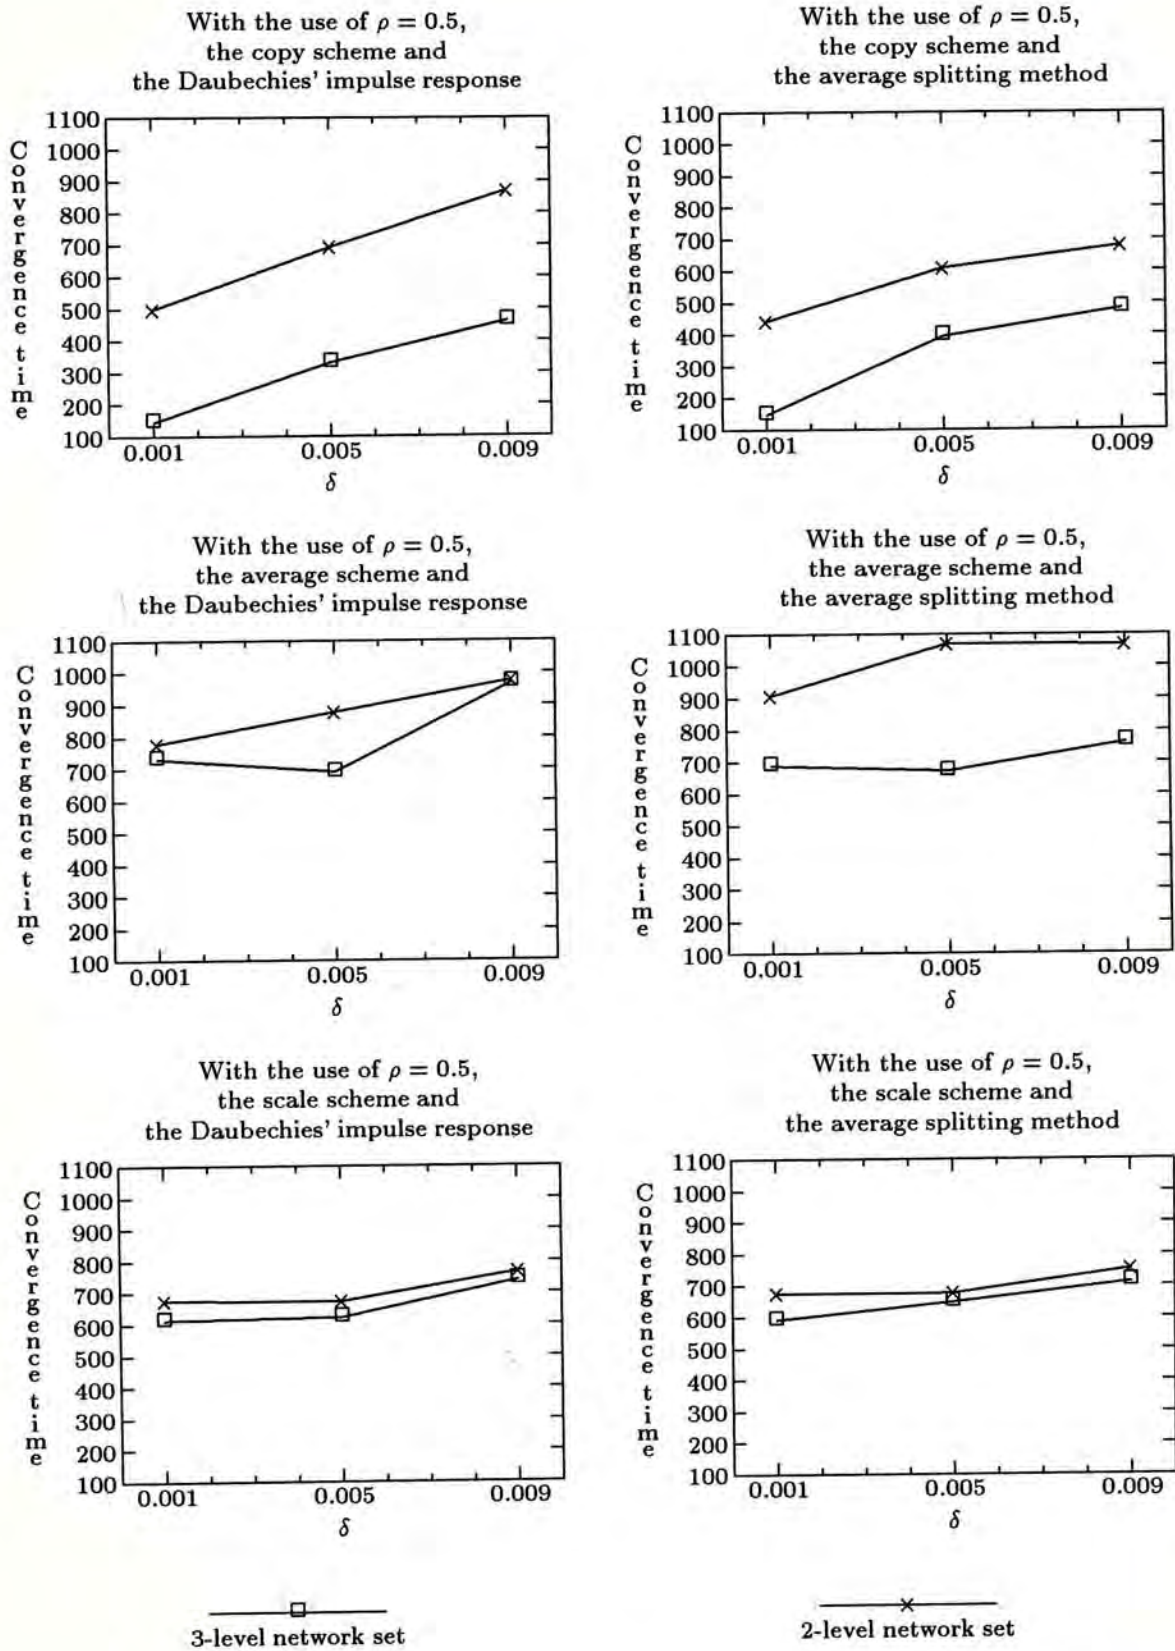 With the use of ρ = 0.5,
the copy scheme and
the Daubechies' impulse response
Convergence time
1100
1000
900
800
700
600
500
400
300
200
100
0.001 0.005 0.009
δ
With the use of ρ = 0.5,
the copy scheme and
the average splitting method
Convergence time
1100
1000
900
800
700
600
500
400
300
200
100
0.001 0.005 0.009
δ
With the use of ρ = 0.5,
the average scheme and
the Daubechies' impulse response
Convergence time
1100
1000
900
800
700
600
500
400
300
200
100
0.001 0.005 0.009
δ
With the use of ρ = 0.5,
the average scheme and
the average splitting method
Convergence time
1100
1000
900
800
700
600
500
400
300
200
100
0.001 0.005 0.009
δ
With the use of ρ = 0.5,
the scale scheme and
the Daubechies' impulse response
Convergence time
1100
1000
900
800
700
600
500
400
300
200
100
0.001 0.005 0.009
δ
With the use of ρ = 0.5,
the scale scheme and
the average splitting method
Convergence time
1100
1000
900
800
700
600
500
400
300
200
100
0.001 0.005 0.009
δ
3-level network set
2-level network set